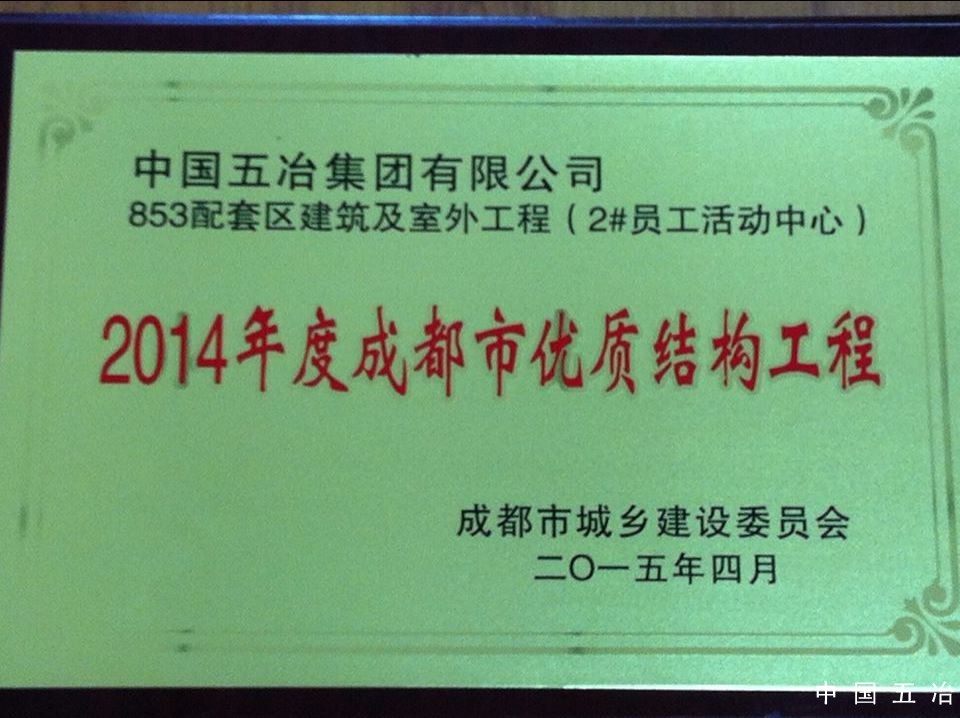 中国五冶集团有限公司
853配套区建筑及室外工程（2#员工活动中心）
2014年度成都市优质结构工程
成都市城乡建设委员会
二〇一五年四月
中国五冶